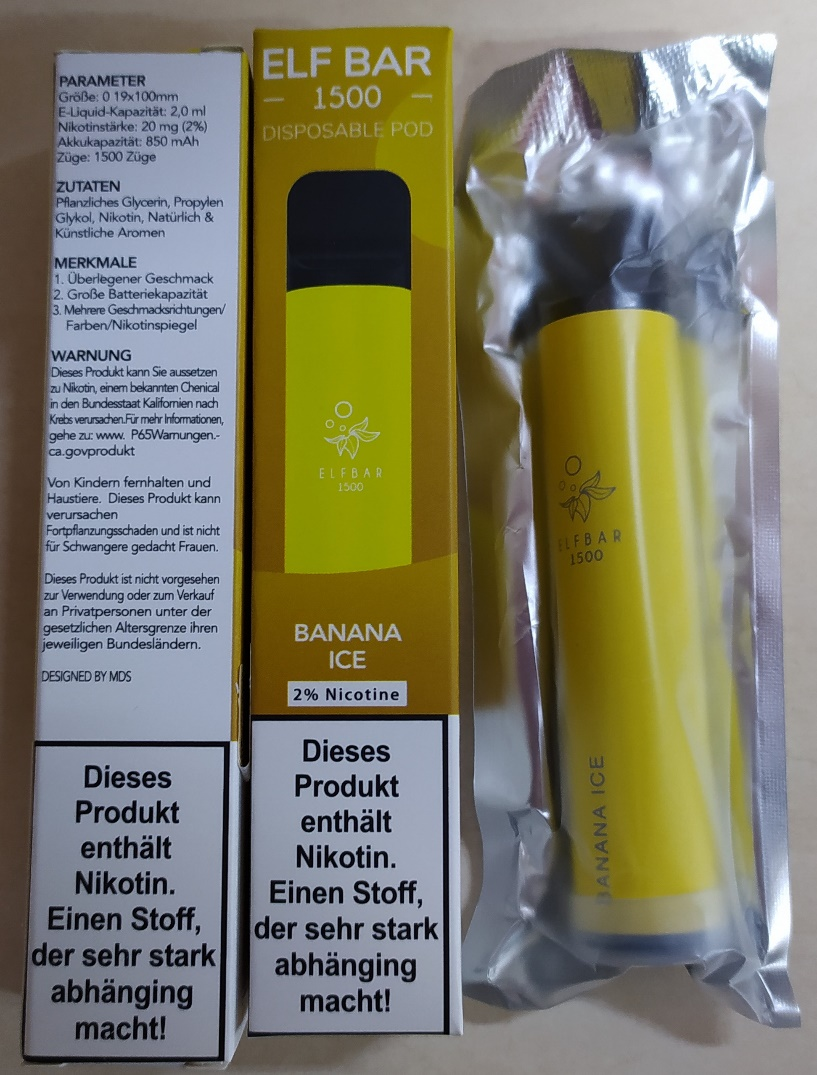 PARAMETER
Größe: 0 19x100mm
E-Liquid-Kapazität: 2,0 ml
Nikotinstärke: 20 mg (2%)
Akkukapazität: 850 mAh
Züge: 1500 Züge
ZUTATEN
Pflanzliches Glycerin, Propylen
Glykol, Nikotin, Natürlich &
Künstliche Aromen
MERKMALE
1. Überlegener Geschmack
2. Große Batteriekapazität
3. Mehrere Geschmacksrichtungen/
Farben/Nikotinspiegel
WARNUNG
Dieses Produkt kann Sie aussetzen
zu Nikotin, einem bekannten Chenical
in den Bundesstaat Kalifornien nach
Krebs verursachen.Für mehr Informationen,
gehe zu: www. P65Warnungen.-
ca.govprodukt
Von Kindern fernhalten und
Haustiere. Dieses Produkt kann
verursachen
Fortpflanzungsschaden und ist nicht
für Schwangere gedacht Frauen.
Dieses Produkt ist nicht vorgesehen
zur Verwendung oder zum Verkauf
an Privatpersonen unter der
gesetzlichen Altersgrenze ihren
jeweiligen Bundesländern.
DESIGNED BY MDS
Dieses
Produkt
enthält
Nikotin.
Einen Stoff,
der sehr stark
abhänging
macht!
ELF BAR
1500
DISPOSABLE POD
ELFBAR
1500
BANANA
ICE
2% Nicotine
Dieses
Produkt
enthält
Nikotin.
Einen Stoff,
der sehr stark
abhänging
macht!
ELFBAR
1500
BANANA ICE